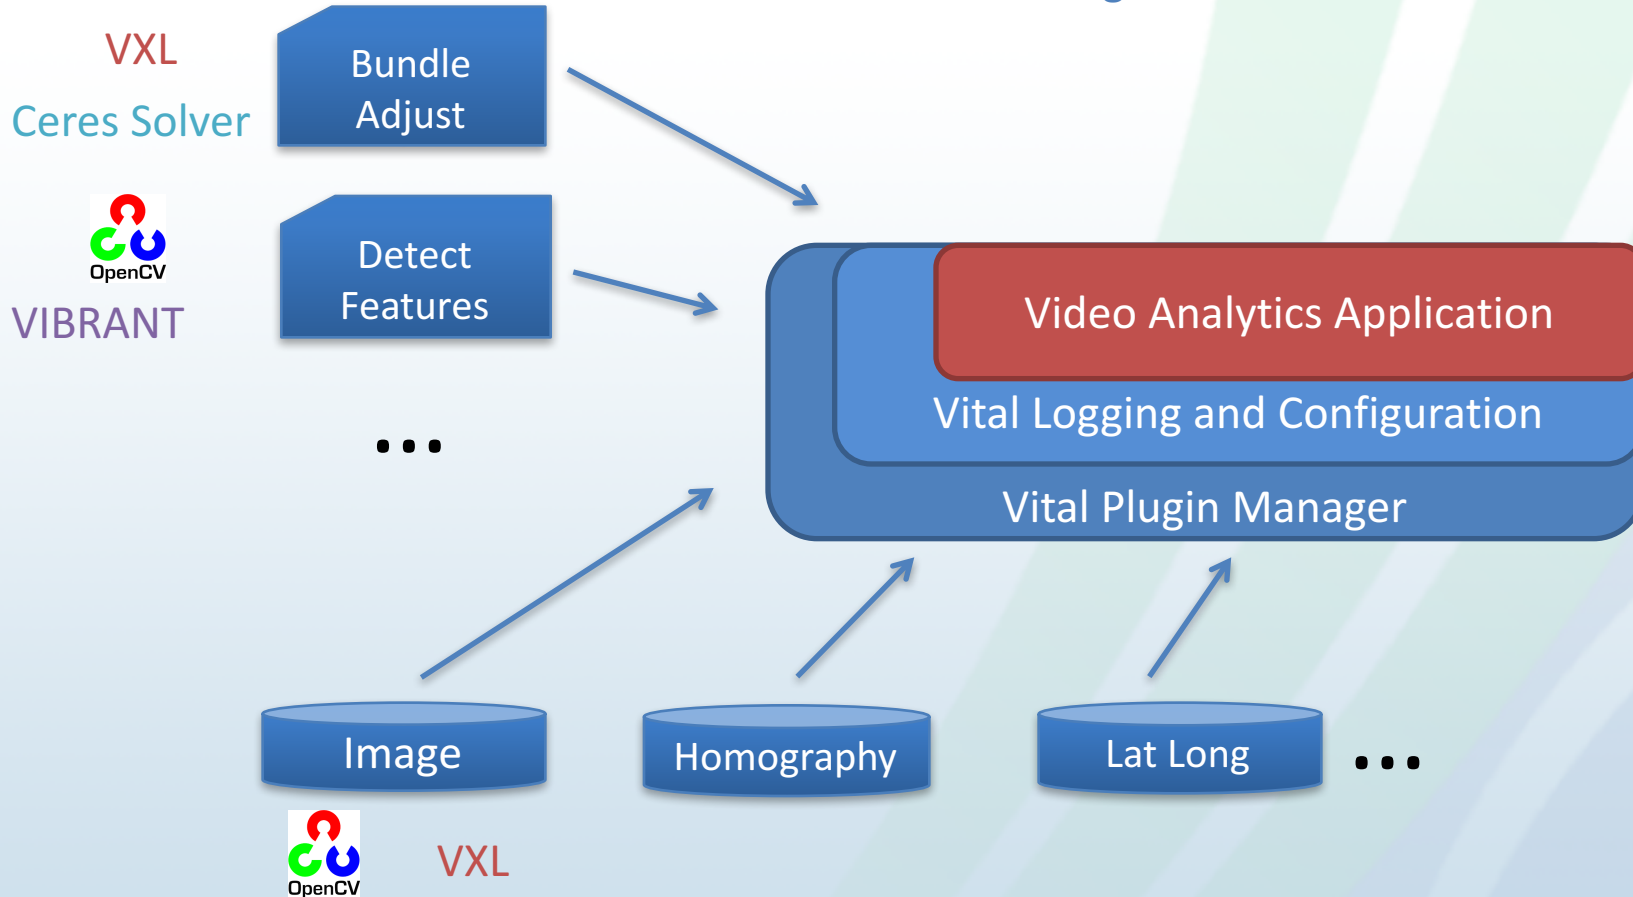 VXL
Ceres Solver
Bundle
Adjust
OpenCV
VIBRANT
Detect
Features
...
Video Analytics Application
Vital Logging and Configuration
Vital Plugin Manager
Image
Homography
Lat Long
...
OpenCV
VXL